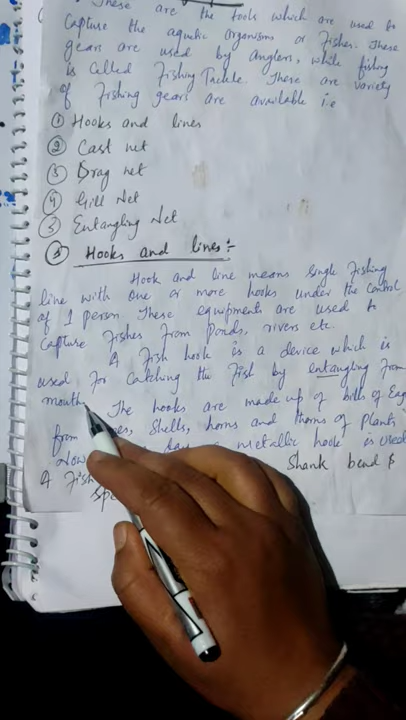 These are the tools which are used to
capture the aquatic organisms or fishes. These
gears are used by anglers, while fishing
is called Fishing Tackle. There are variety
of fishing gears are available i.e
① Hooks and lines
② Cast net
③ Drag net
④ Gill Net
⑤ Entangling Net
Hooks and lines:-
Hook and line means single fishing
line with one or more hooks under the control
of 1 person These equipments are used to
capture fishes from ponds, rivers etc.
A fish hook is a device which is
used for catching the fish by entangling from
mouth
The hooks are made up of bills of Eag
from shells, horns and thorns of Plants
Now day metallic hook is used
A Fish Shank bend &